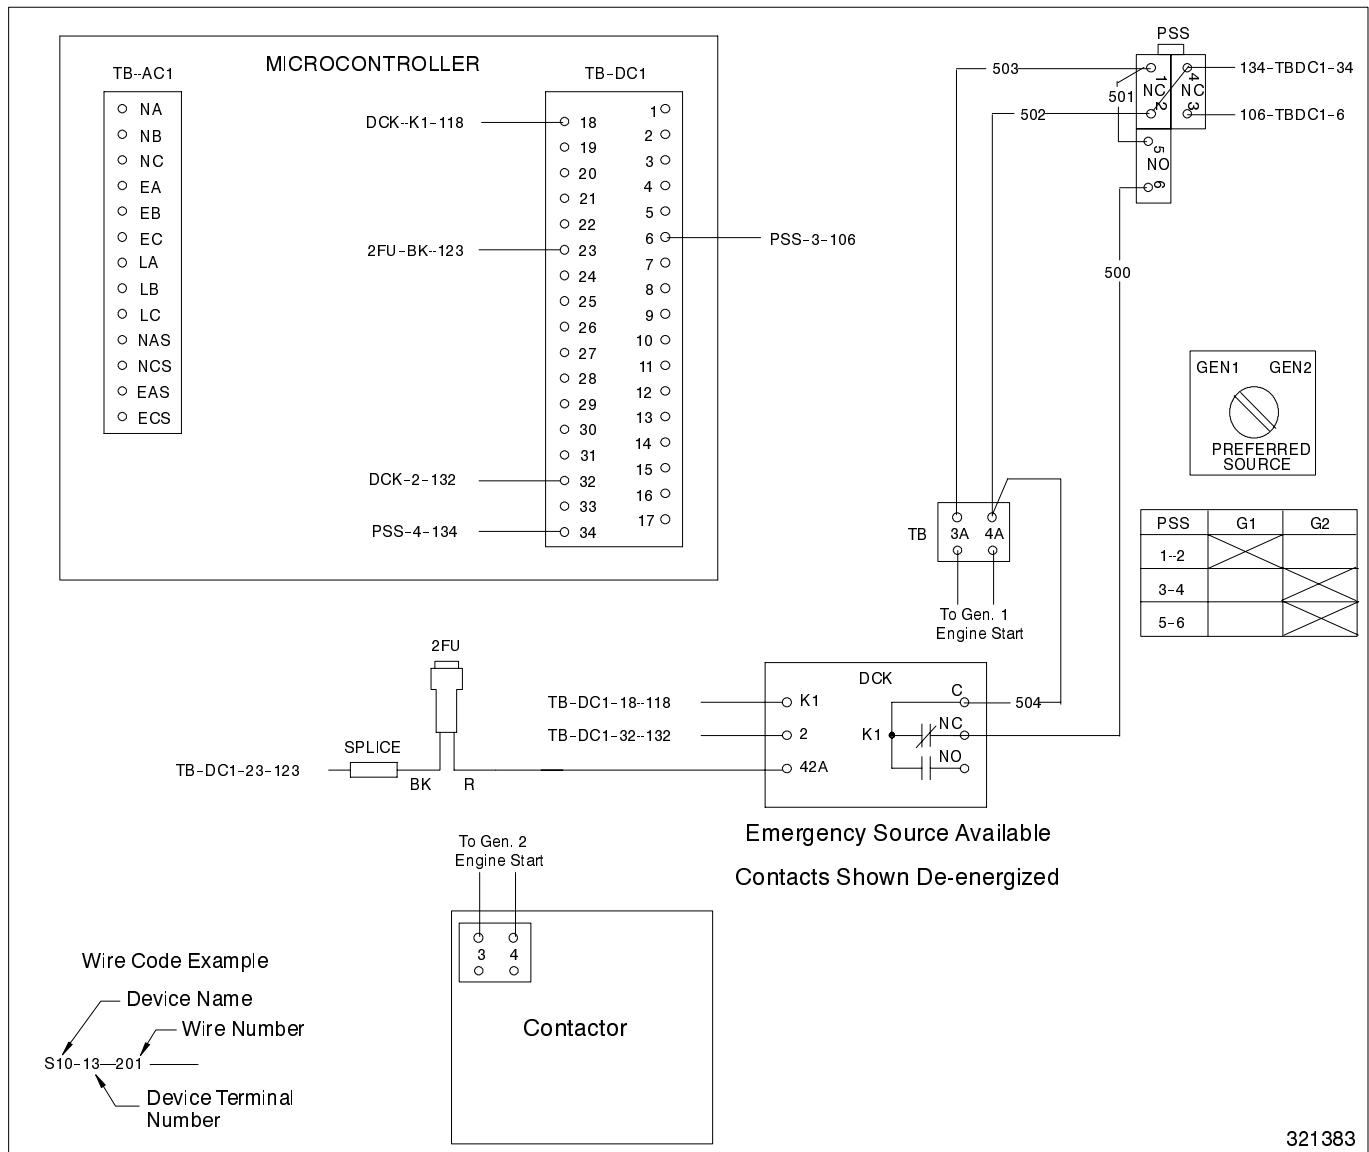 MICROCONTROLLER
TB--AC1
NA
NB
NC
EA
EB
EC
LA
LB
LC
NAS
NCS
EAS
ECS
TB-DC1
1
2
3
4
5
6
7
8
9
10
11
12
13
14
15
16
17
18
19
20
21
22
23
24
25
26
27
28
29
30
31
32
33
34
DCK--K1-118
2FU-BK--123
DCK-2-132
PSS-4-134
PSS-3-106
PSS
503
501
502
500
1
NC
2
4
NC
3
5
NO
6
134-TBDC1-34
106-TBDC1-6
GEN1 GEN2
PREFERRED
SOURCE
PSS G1 G2
1--2
3-4
5-6
TB
3A 4A
To Gen. 1
Engine Start
2FU
SPLICE
TB-DC1-23-123
BK
R
TB-DC1-18--118
TB-DC1-32--132
DCK
K1
2
42A
K1
C
NC
NO
504
Emergency Source Available
Contacts Shown De-energized
To Gen. 2
Engine Start
3 4
Contactor
Wire Code Example
Device Name
Wire Number
S10-13—201
Device Terminal
Number
321383